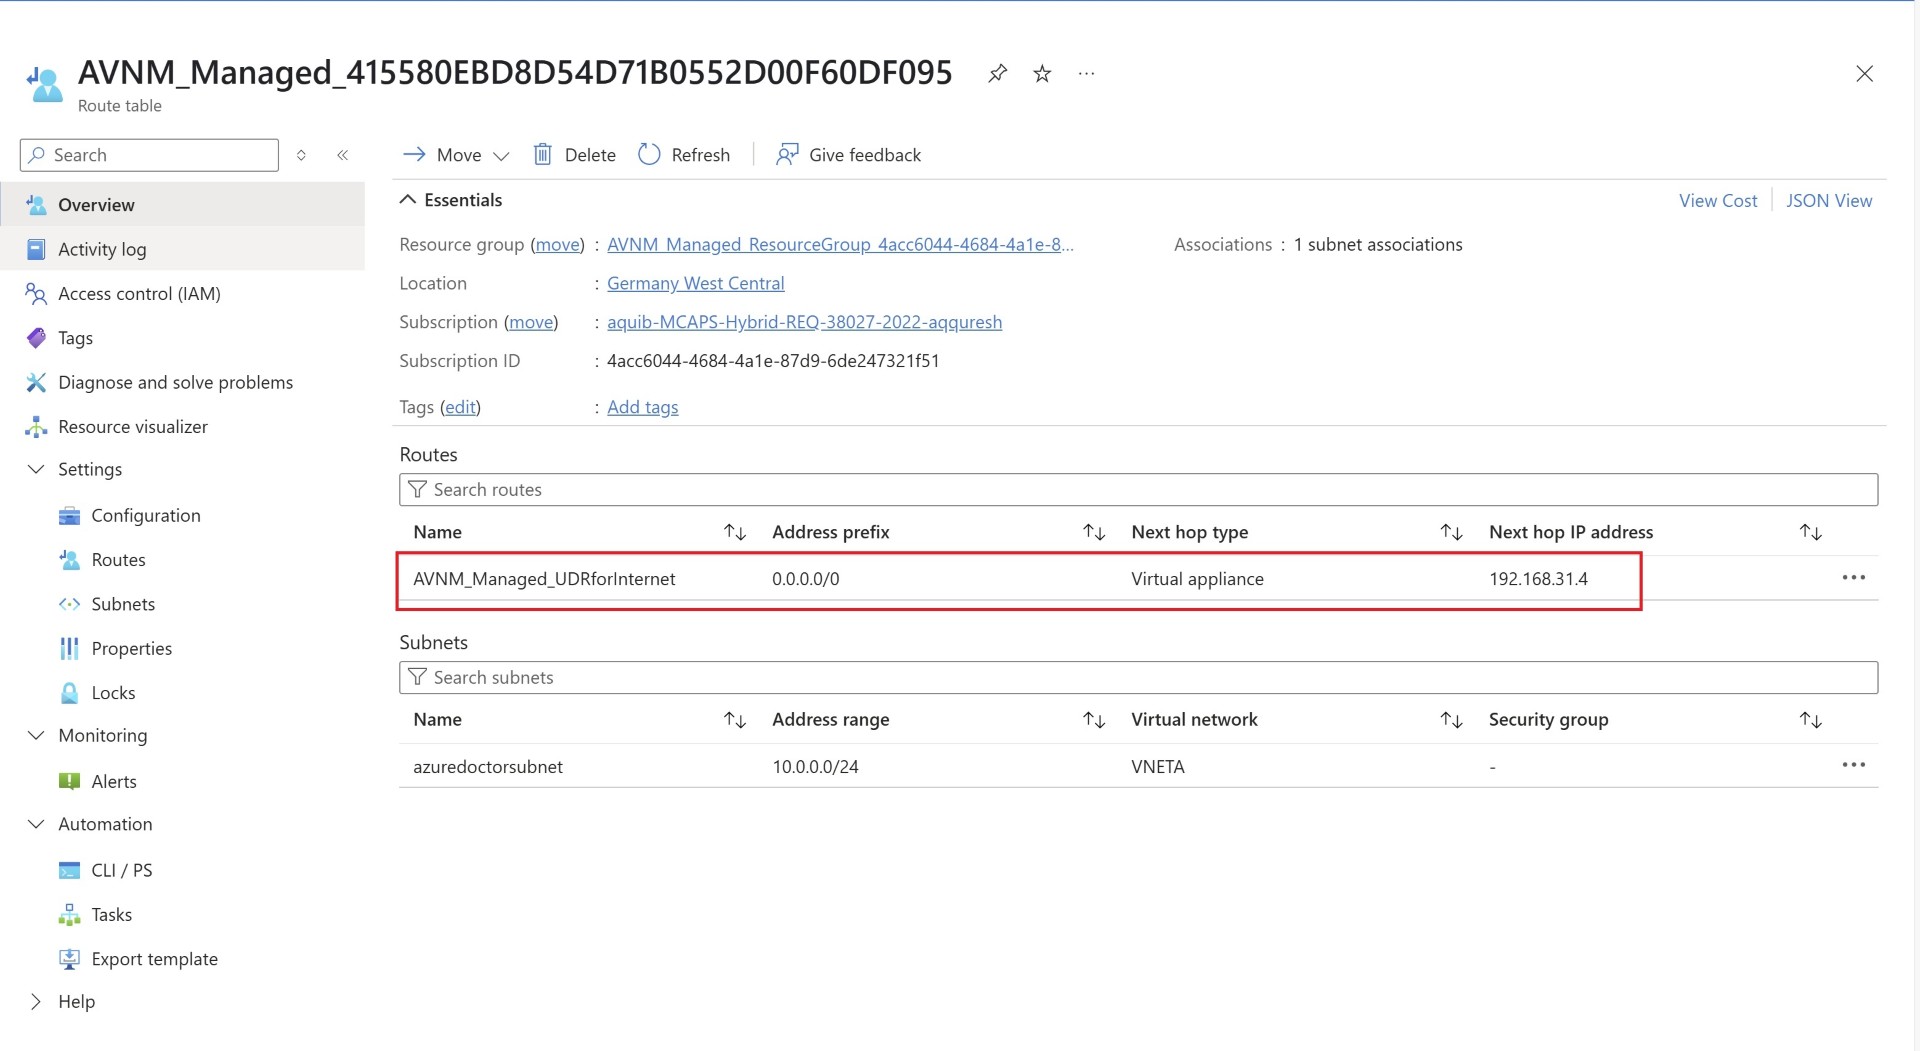 AVNM_Managed_415580EBD8D54D71B0552D00F60DF095
Route table
Search
Overview
Activity log
Access control (IAM)
Tags
Diagnose and solve problems
Resource visualizer
Settings
Configuration
Routes
Subnets
Properties
Locks
Monitoring
Alerts
Automation
CLI / PS
Tasks
Export template
Help
Move Delete Refresh Give feedback
Essentials View Cost JSON View
Resource group (move) : AVNM_Managed_ResourceGroup_4acc6044-4684-4a1e-8... Associations : 1 subnet associations
Location : Germany West Central
Subscription (move) : aquib-MCAPS-Hybrid-REQ-38027-2022-aqquresh
Subscription ID : 4acc6044-4684-4a1e-87d9-6de247321f51
Tags (edit) : Add tags
Routes
Search routes
Name Address prefix Next hop type Next hop IP address
AVNM_Managed_UDRforInternet 0.0.0.0/0 Virtual appliance 192.168.31.4
Subnets
Search subnets
Name Address range Virtual network Security group
azuredoctorsubnet 10.0.0.0/24 VNETA -